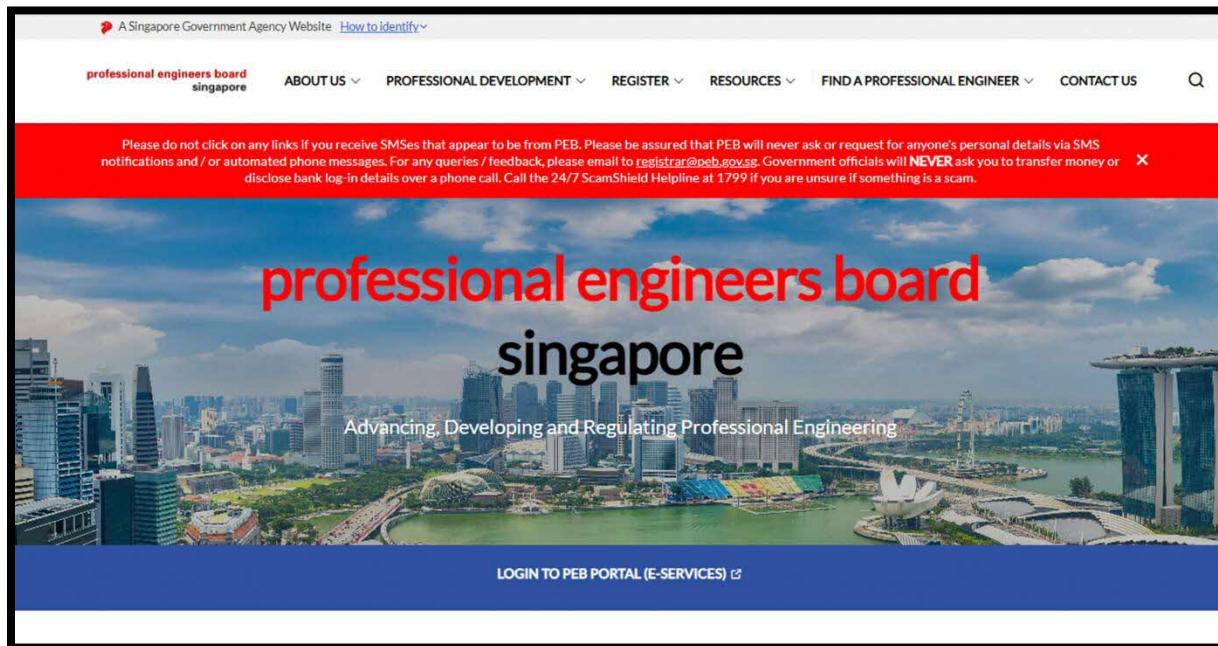 A Singapore Government Agency Website How to identify
professional engineers board
singapore
ABOUT US PROFESSIONAL DEVELOPMENT REGISTER RESOURCES FIND A PROFESSIONAL ENGINEER CONTACT US
Please do not click on any links if you receive SMSes that appear to be from PEB. Please be assured that PEB will never ask or request for anyone's personal details via SMS
notifications and / or automated phone messages. For any queries / feedback, please email to registrar@peb.gov.sg. Government officials will NEVER ask you to transfer money or
disclose bank log-in details over a phone call. Call the 24/7 ScamShield Helpline at 1799 if you are unsure if something is a scam.
professional engineers board
singapore
Advancing, Developing and Regulating Professional Engineering
LOGIN TO PEB PORTAL (E-SERVICES)